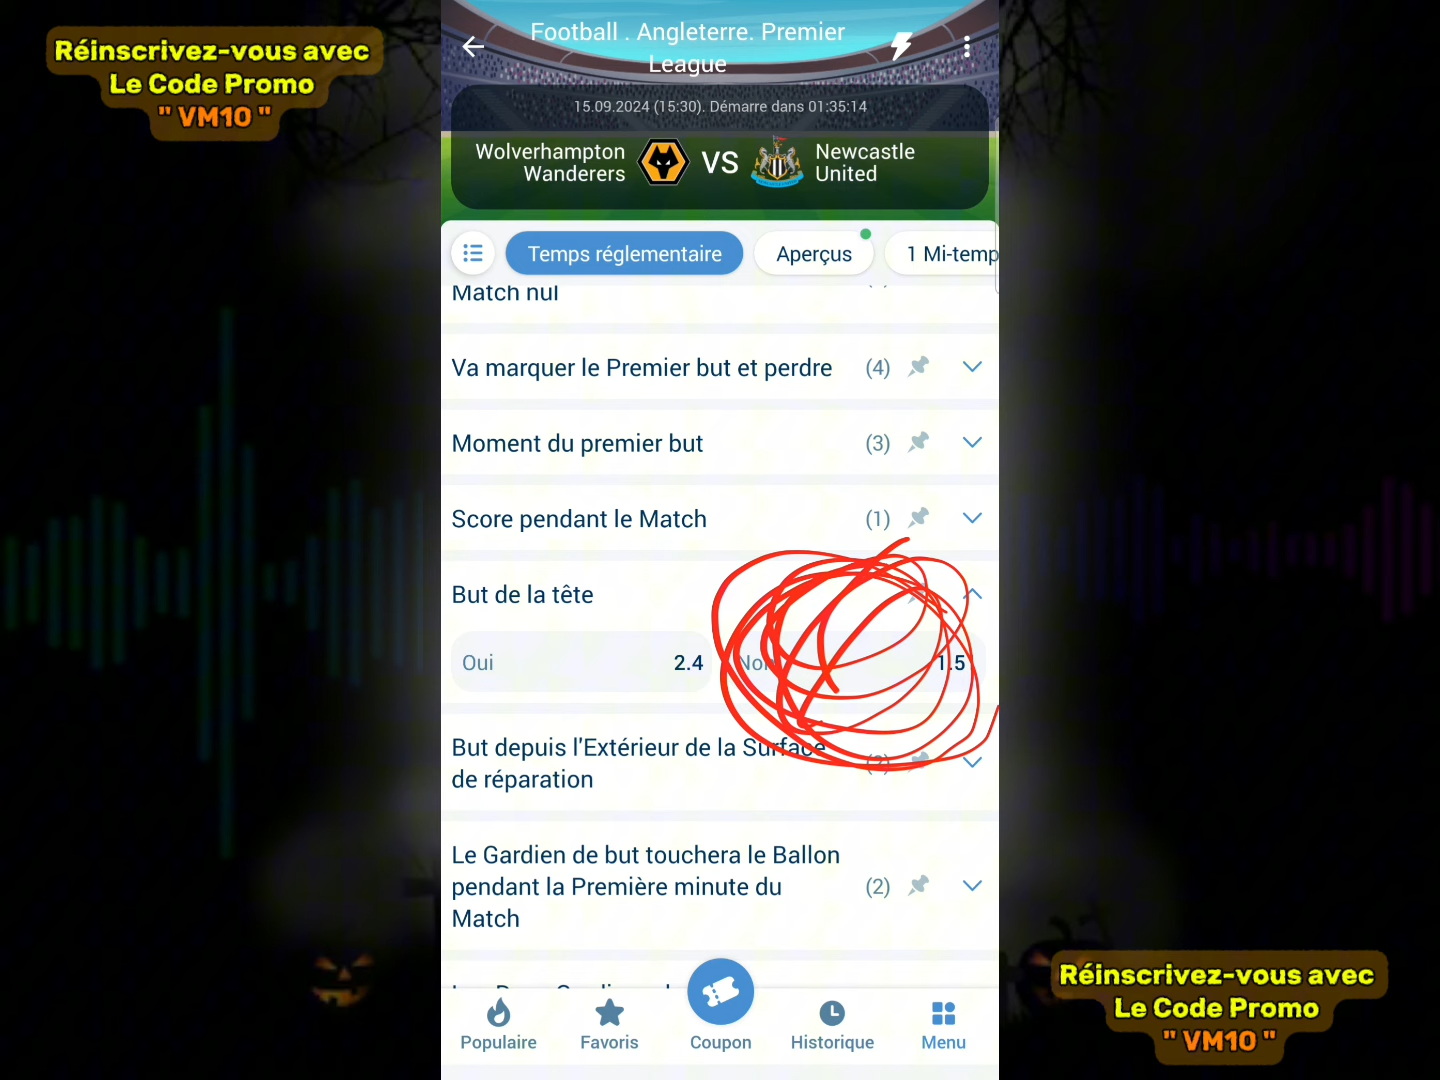 Réinscrivez-vous avec
Le Code Promo
" VM10 "
Football . Angleterre. Premier
League
15.09.2024 (15:30). Démarre dans 01:35:14
Wolverhampton
Wanderers
VS
Newcastle
United
Temps réglementaire
Aperçus
1 Mi-temp
Match nul
Va marquer le Premier but et perdre (4)
Moment du premier but (3)
Score pendant le Match (1)
But de la tête
Oui 2.4 Non 1.5
But depuis l'Extérieur de la Surface
de réparation (2)
Le Gardien de but touchera le Ballon
pendant la Première minute du
Match (2)
Populaire
Favoris
Coupon
Historique
Menu
Réinscrivez-vous avec
Le Code Promo
" VM10 "